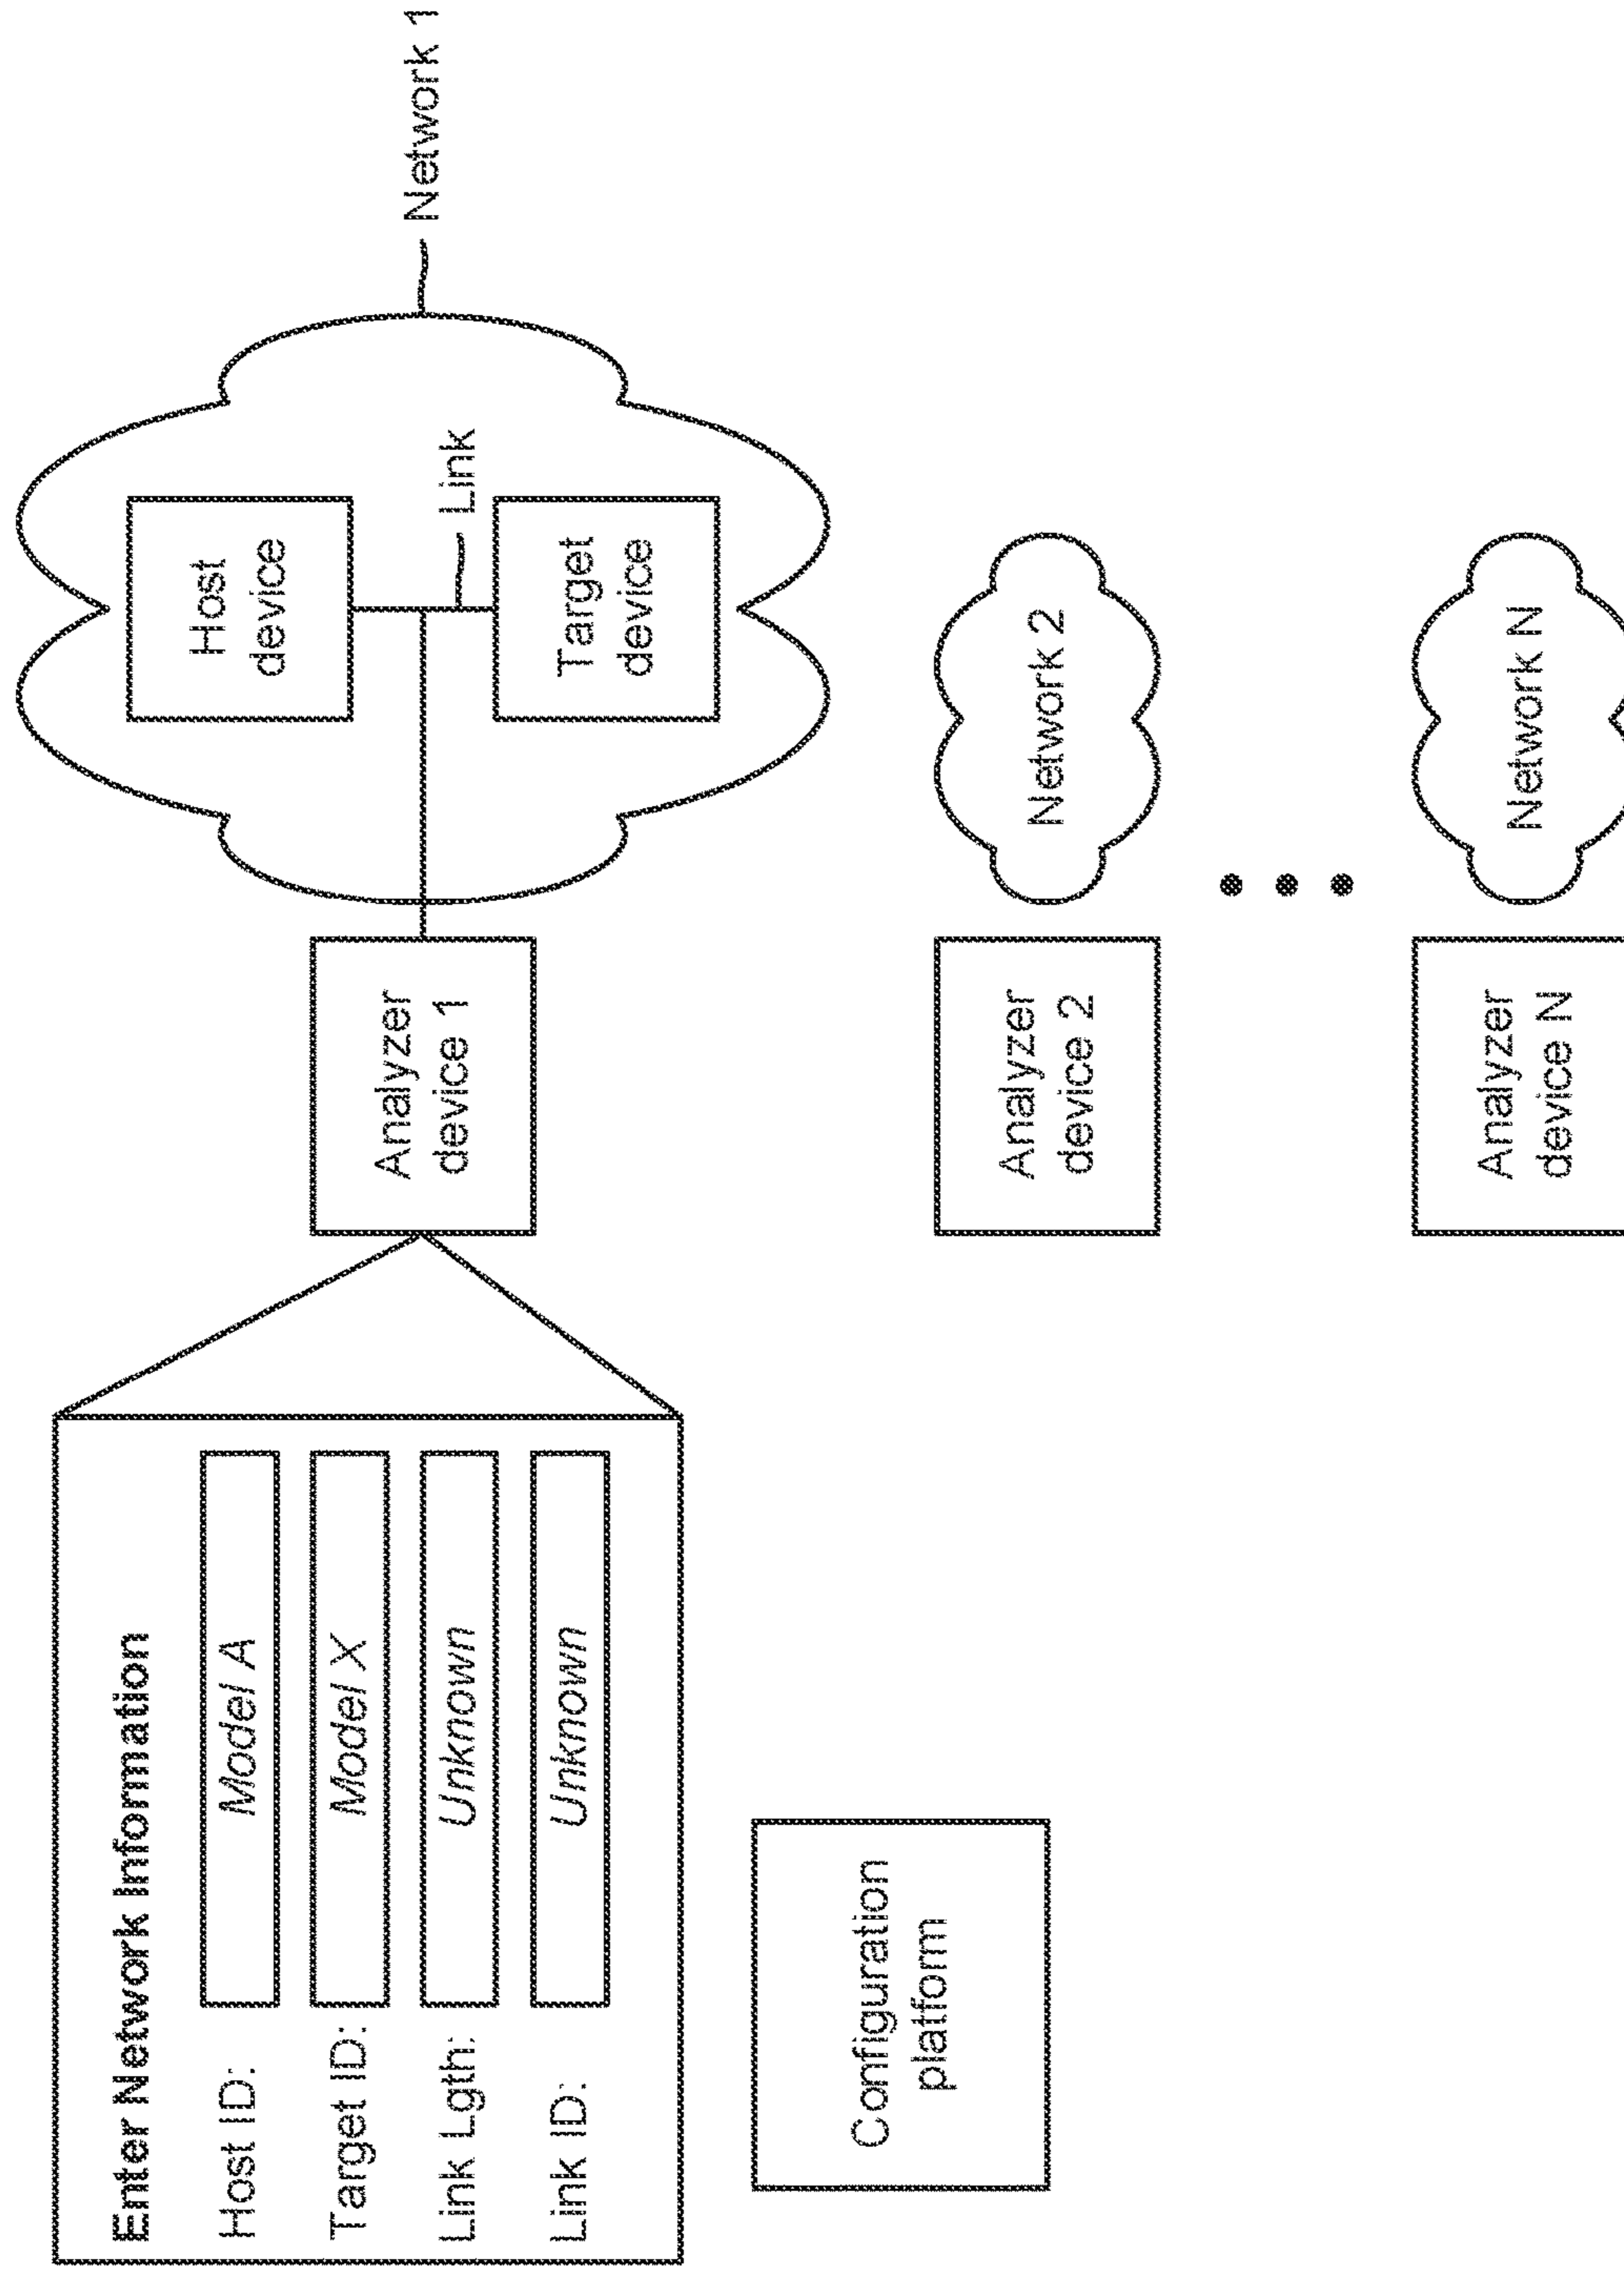 Enter Network Information
Host ID:
Model A
Target ID:
Model X
Link Lgth:
Unknown
Link ID:
Unknown
Analyzer
device 1
Host
device
Link
Target
device
Network 1
Configuration
platform
Analyzer
device 2
Network 2
Analyzer
device N
Network N